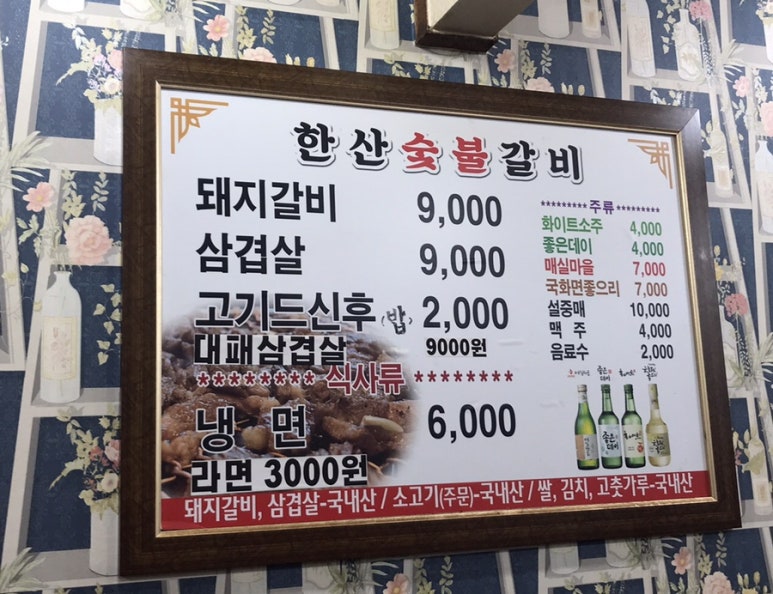 한산숯불갈비
돼지갈비 9,000
삼겹살 9,000
고기드신후(밥) 2,000
대패삼겹살 9000원
******** 식사류 ********
냉면 6,000
라면 3000원
********* 주류 *********
화이트소주 4,000
좋은데이 4,000
매실마을 7,000
국화면좋으리 7,000
설중매 10,000
맥주 4,000
음료수 2,000
좋은데이
돼지갈비, 삼겹살-국내산 / 소고기(주문)-국내산 / 쌀, 김치, 고춧가루-국내산